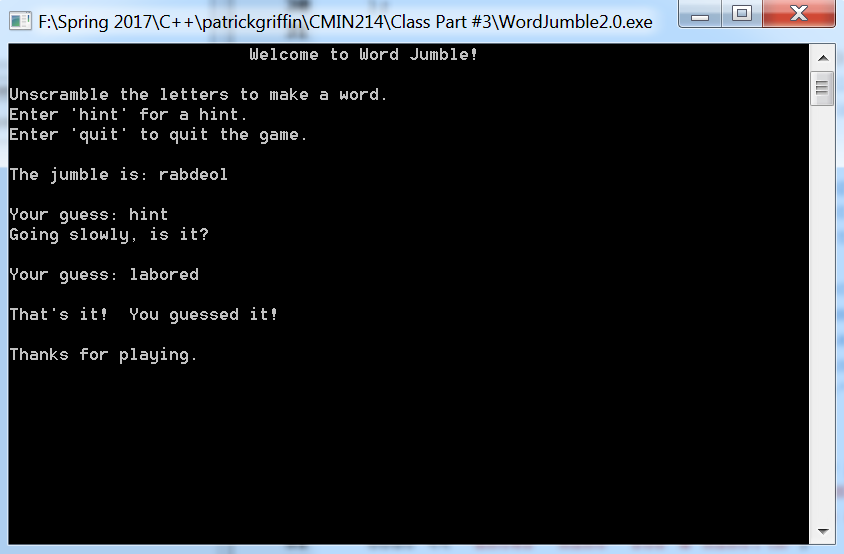 F:\Spring 2017\C++\patrickgriffin\CMIN214\Class Part #3\WordJumble2.0.exe
Welcome to Word Jumble!
Unscramble the letters to make a word.
Enter 'hint' for a hint.
Enter 'quit' to quit the game.
The jumble is: rabdeol
Your guess: hint
Going slowly, is it?
Your guess: labored
That's it!  You guessed it!
Thanks for playing.